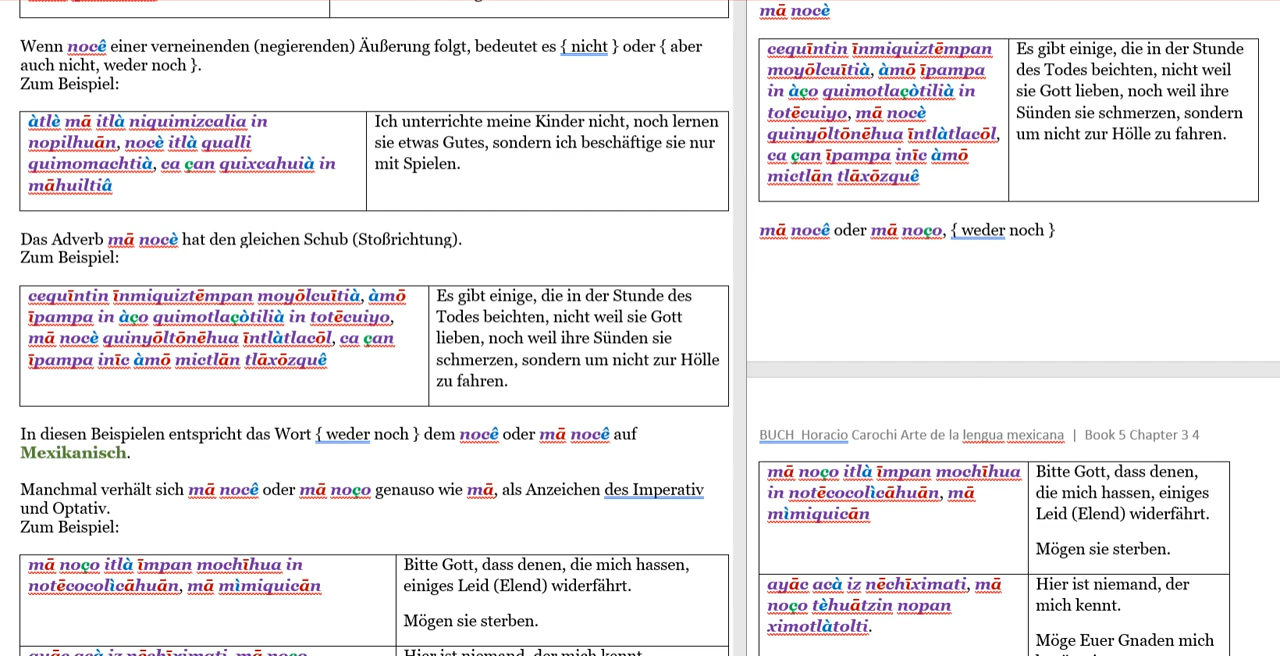 Wenn nocê einer verneinenden (negierenden) Äußerung folgt, bedeutet es { nicht } oder { aber
auch nicht, weder noch }.
Zum Beispiel:
àtlè mā itlà niquimizcalia in
nopilhuān, nocè itlà qualli
quimomachtià, ca çan quixcahuià in
māhuiltiâ
Ich unterrichte meine Kinder nicht, noch lernen
sie etwas Gutes, sondern ich beschäftige sie nur
mit Spielen.
Das Adverb mā nocè hat den gleichen Schub (Stoßrichtung).
Zum Beispiel:
cequīntin īnmiquiztēmpan moyōlcuītià, àmō
īpampa in àço quimotlaçòtilià in totēcuiyo,
mā nocè quinyōltōnēhua īntlàtlacōl, ca çan
īpampa inīc àmō mictlān tlāxōzquê
Es gibt einige, die in der Stunde des
Todes beichten, nicht weil sie Gott
lieben, noch weil ihre Sünden sie
schmerzen, sondern um nicht zur Hölle
zu fahren.
In diesen Beispielen entspricht das Wort { weder noch } dem nocê oder mā nocê auf
Mexikanisch.
Manchmal verhält sich mā nocê oder mā noço genauso wie mā, als Anzeichen des Imperativ
und Optativ.
Zum Beispiel:
mā noço itlà īmpan mochīhua in
notēcocolìcāhuān, mā mìmiquicān
Bitte Gott, dass denen, die mich hassen,
einiges Leid (Elend) widerfährt.
Mögen sie sterben.
ayāc acà iz nēchīximati, mā noço
Hier ist niemand, der mich kennt.
mā nocè
cequīntin īnmiquiztēmpan
moyōlcuītià, àmō īpampa
in àço quimotlaçòtilià in
totēcuiyo, mā nocè
quinyōltōnēhua īntlàtlacōl,
ca çan īpampa inīc àmō
mictlān tlāxōzquê
Es gibt einige, die in der Stunde
des Todes beichten, nicht weil
sie Gott lieben, noch weil ihre
Sünden sie schmerzen, sondern
um nicht zur Hölle zu fahren.
mā nocê oder mā noço, { weder noch }
BUCH Horacio Carochi Arte de la lengua mexicana | Book 5 Chapter 3 4
mā noço itlà īmpan mochīhua
in notēcocolìcāhuān, mā
mìmiquicān
Bitte Gott, dass denen,
die mich hassen, einiges
Leid (Elend) widerfährt.
Mögen sie sterben.
ayāc acà iz nēchīximati, mā
noço tèhuātzin nopan
ximotlàtolti.
Hier ist niemand, der
mich kennt.
Möge Euer Gnaden mich